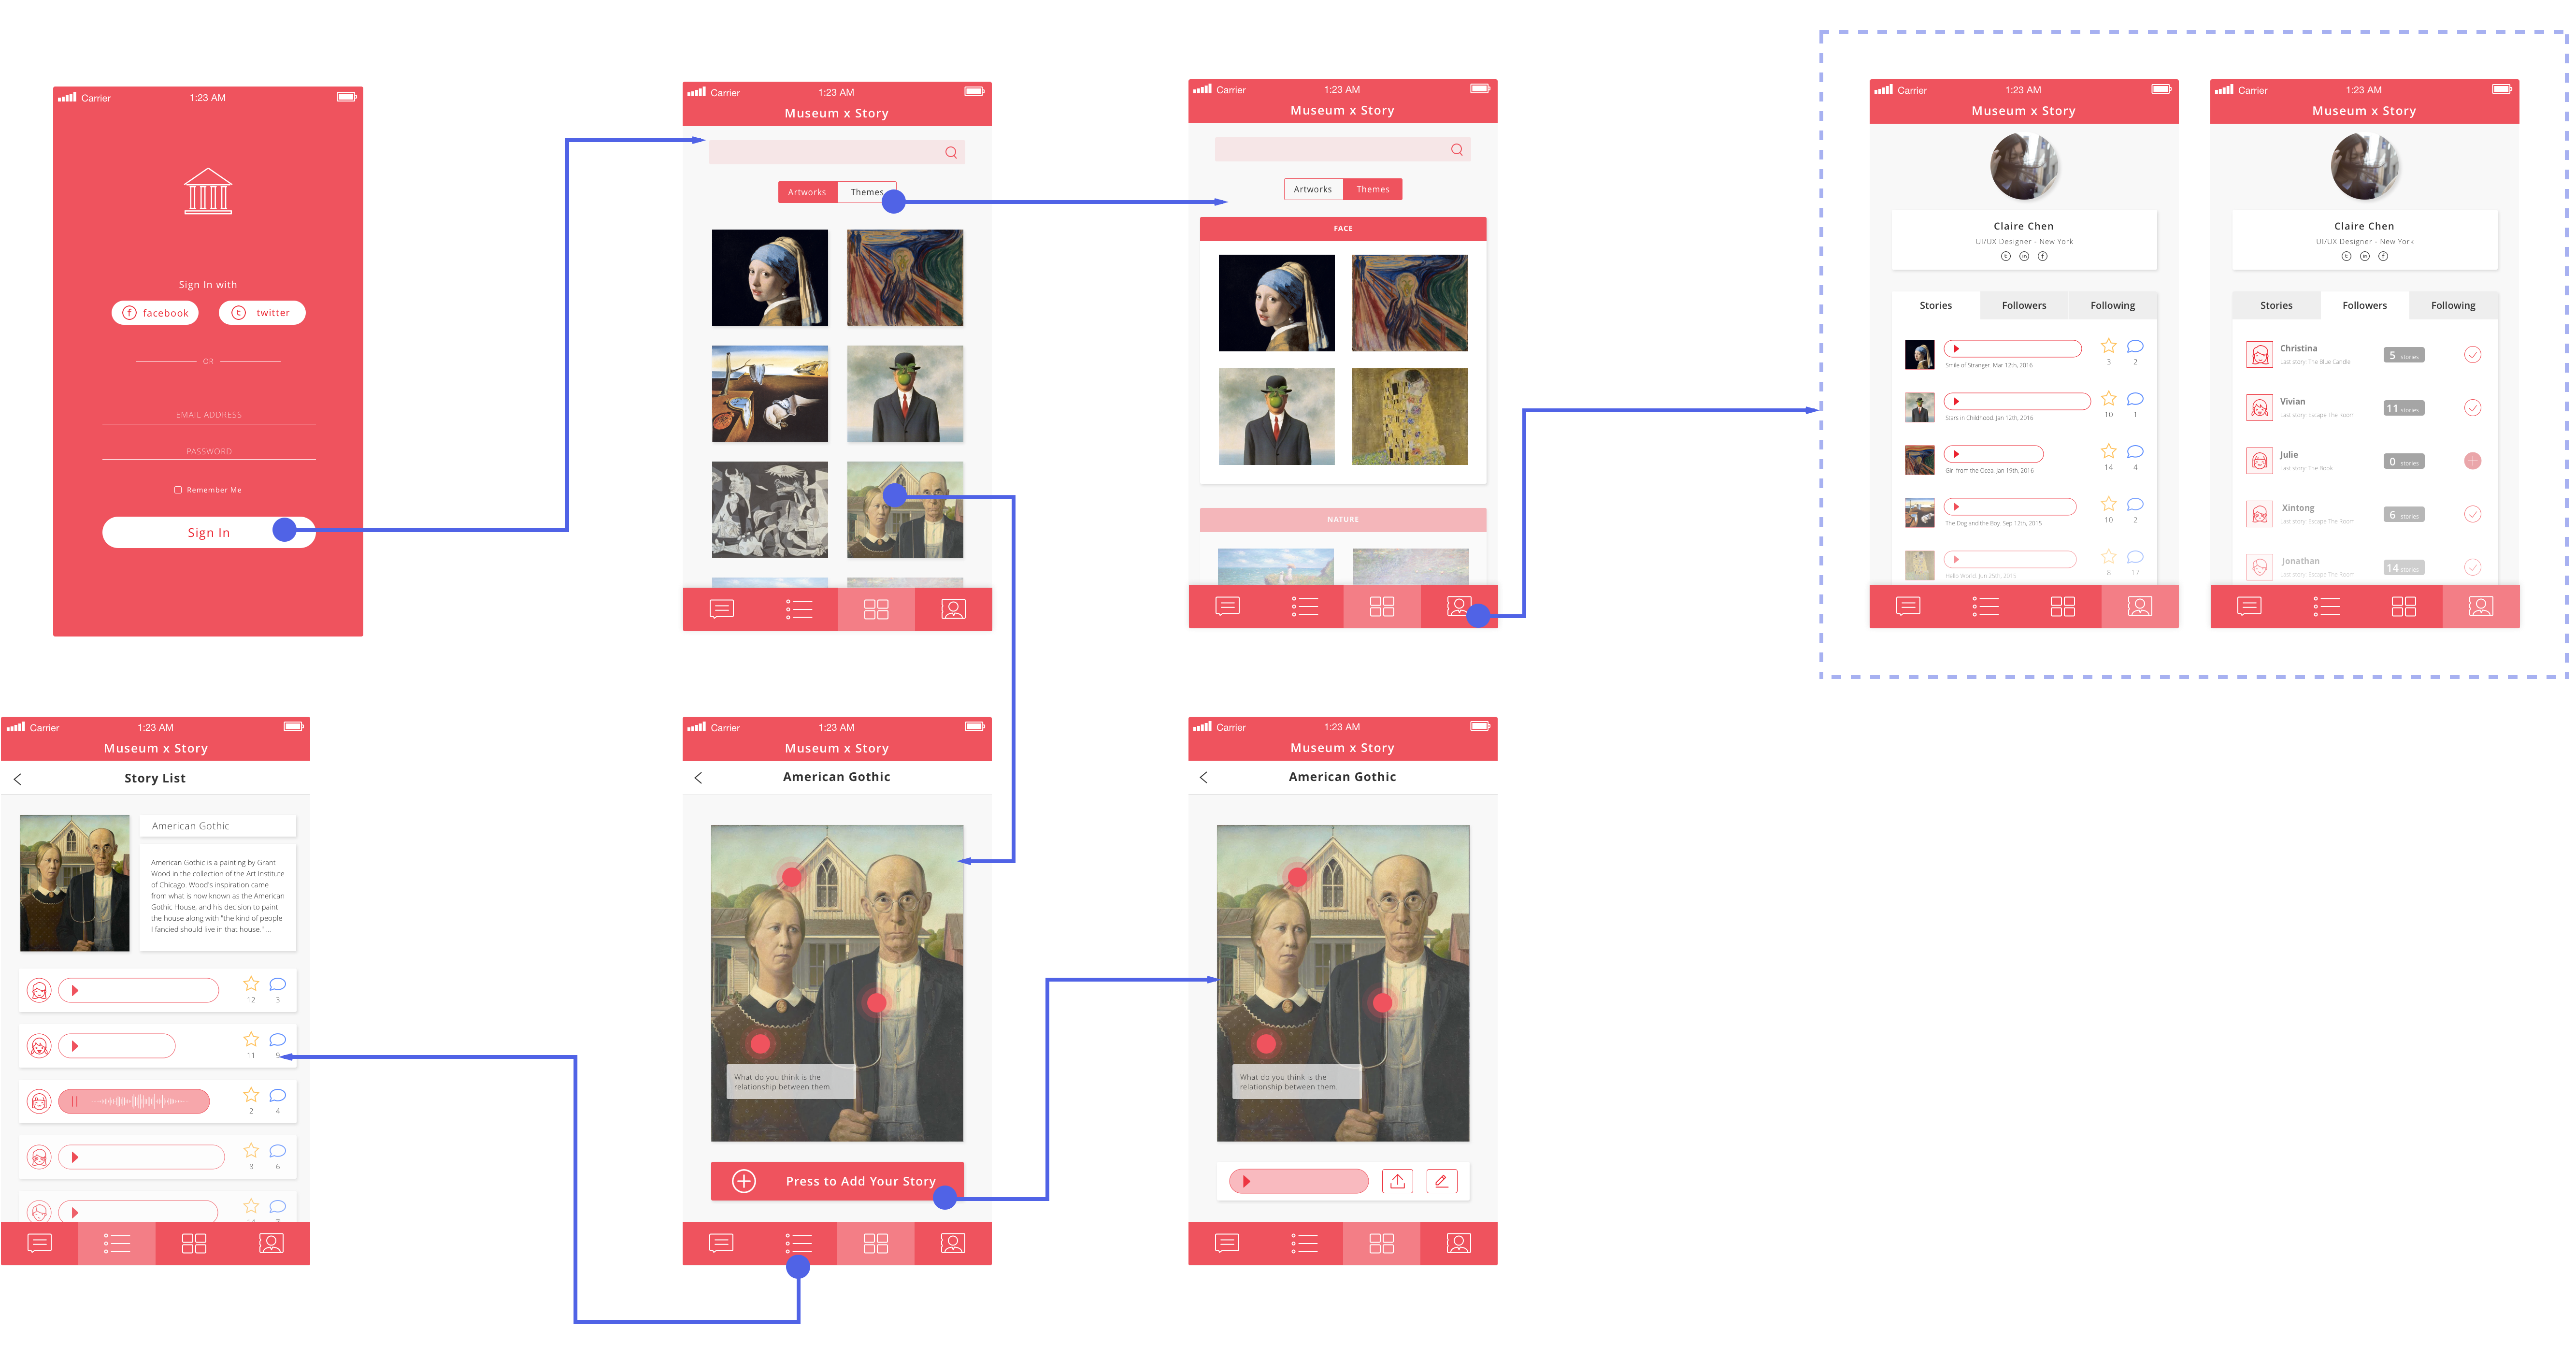 Carrier
1:23 AM
Sign In with
facebook
twitter
OR
EMAIL ADDRESS
PASSWORD
Remember Me
Sign In
Carrier
1:23 AM
Museum x Story
Artworks
Themes
Carrier
1:23 AM
Museum x Story
Artworks
Themes
FACE
NATURE
Carrier
1:23 AM
Museum x Story
Claire Chen
UI/UX Designer - New York
Stories
Followers
Following
Smile of Stranger. Mar 12th, 2016
3
2
Stars in Childhood. Jan 12th, 2016
10
1
Girl from the Ocea. Jan 19th, 2016
14
4
The Dog and the Boy. Sep 12th, 2015
10
2
Hello World. Jun 25th, 2015
8
17
Carrier
1:23 AM
Museum x Story
Claire Chen
UI/UX Designer - New York
Stories
Followers
Following
Christina
Last story: The Blue Candle
5 stories
Vivian
Last story: Escape The Room
11 stories
Julie
Last story: The Book
0 stories
Xintong
Last story: Escape The Room
6 stories
Jonathan
Last story: Escape The Room
14 stories
Carrier
1:23 AM
Museum x Story
Story List
American Gothic
American Gothic is a painting by Grant
Wood in the collection of the Art Institute
of Chicago. Wood's inspiration came
from what is now known as the American
Gothic House, and his decision to paint
the house along with "the kind of people
I fancied should live in that house." ...
12
3
11
9
2
4
8
6
Carrier
1:23 AM
Museum x Story
American Gothic
What do you think is the
relationship between them.
Press to Add Your Story
Carrier
1:23 AM
Museum x Story
American Gothic
What do you think is the
relationship between them.